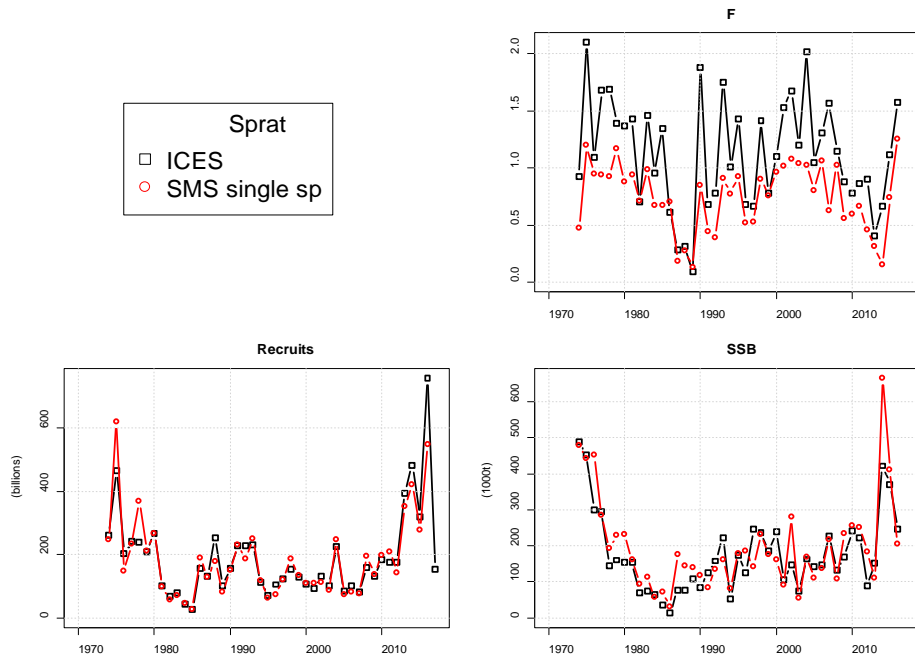 F
Sprat
ICES
SMS single sp
0.0 0.5 1.0 1.5 2.0
1970 1980 1990 2000 2010
Recruits
(billions)
0 200 400 600
1970 1980 1990 2000 2010
SSB
(1000t)
0 100 200 300 400 500 600
1970 1980 1990 2000 2010